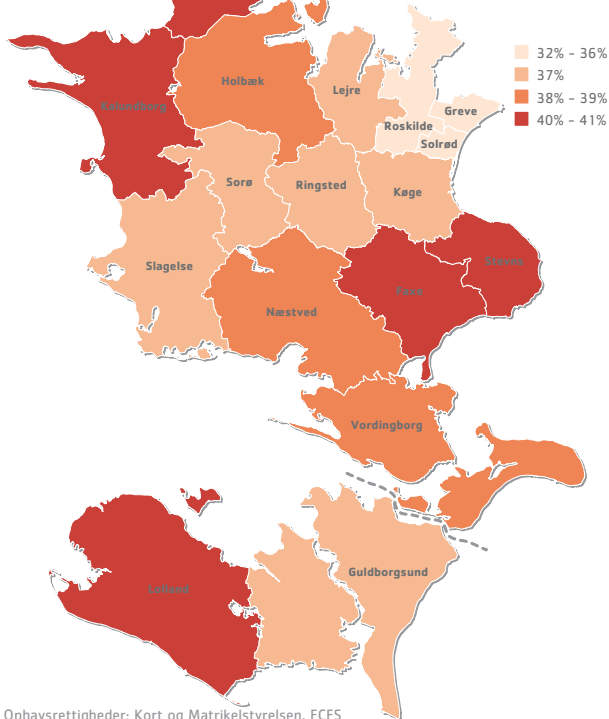 32% - 36%
37%
38% - 39%
40% - 41%
Holbæk
Lejre
Kalundborg
Greve
Roskilde
Solrød
Sorø
Ringsted
Køge
Slagelse
Stevns
Faxe
Næstved
Vordingborg
Guldborgsund
Lolland
Ophavsrettigheder: Kort og Matrikelstyrelsen, ECFS